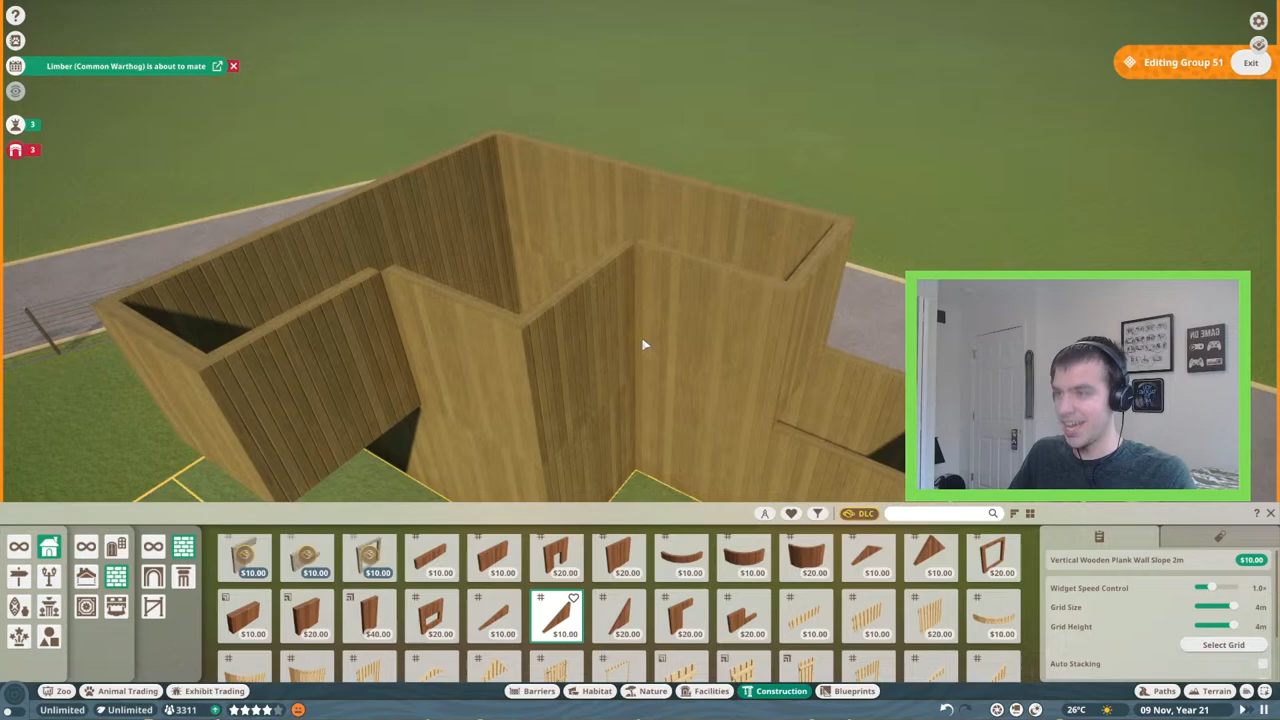 ?
Limber (Common Warthog) is about to mate
3
3
Editing Group 51
Exit
GAME ON
DLC
?
$10.00 $10.00 $10.00 $10.00 $10.00 $20.00 $20.00 $10.00 $10.00 $20.00 $10.00 $10.00 $20.00
$10.00 $20.00 $40.00 $20.00 $10.00 $10.00 $20.00 $20.00 $20.00 $10.00 $10.00 $20.00 $10.00
Vertical Wooden Plank Wall Slope 2m
$10.00
Widget Speed Control 1.0×
Grid Size 4m
Grid Height 4m
Select Grid
Auto Stacking
Zoo Animal Trading Exhibit Trading Barriers Habitat Nature Facilities Construction Blueprints Paths Terrain
Unlimited Unlimited 3311 26°C 09 Nov, Year 21